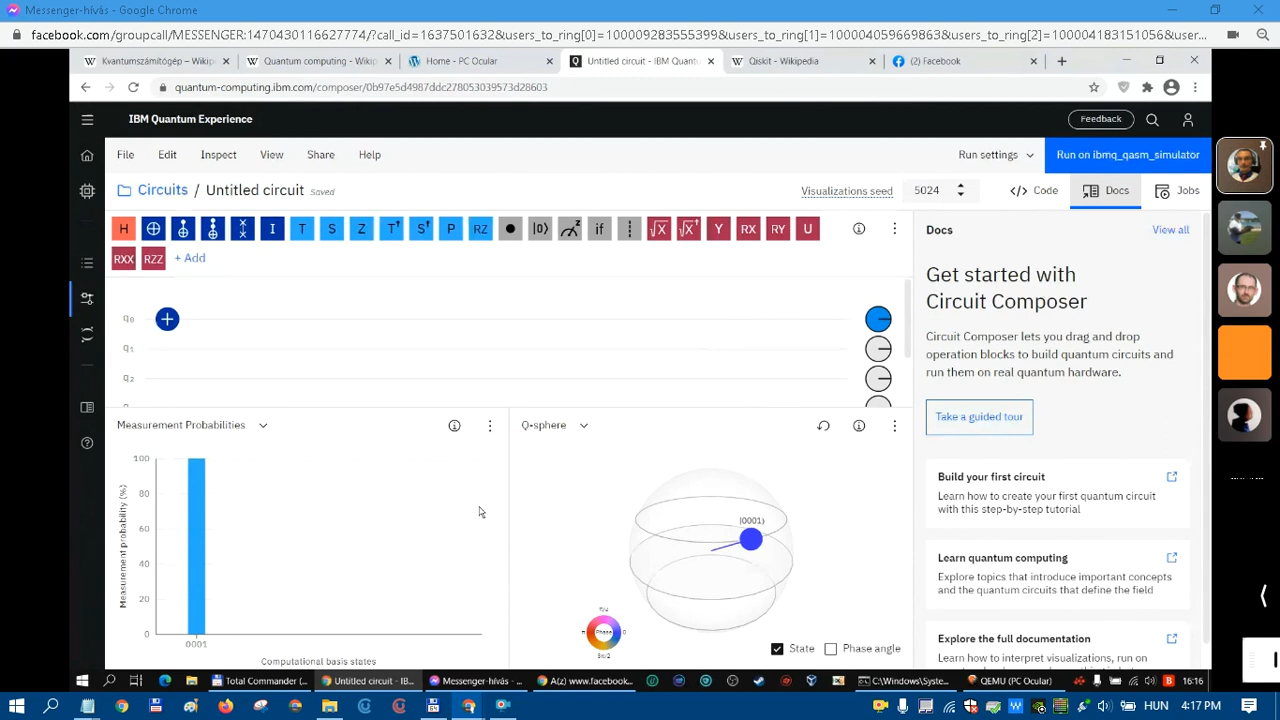 Messenger-hívás - Google Chrome
facebook.com/groupcall/MESSENGER:1470430116627774/?call_id=1637501632&users_to_ring[0]=100009283555399&users_to_ring[1]=100004059669863&users_to_ring[2]=100004183151056&us...
Kvantumszámítógép – Wikip
Quantum computing - Wikip
Home - PC Ocular
Untitled circuit - IBM Quant
Qiskit - Wikipedia
(2) Facebook
quantum-computing.ibm.com/composer/0b97e5d4987ddc278053039573d28603
IBM Quantum Experience
Feedback
File Edit Inspect View Share Help
Run settings
Run on ibmq_qasm_simulator
Circuits / Untitled circuit Saved
Visualizations seed 5024
</> Code
Docs
Jobs
H I T S Z T† S† P RZ |0⟩ if √X √X† Y RX RY U
RXX RZZ + Add
q0
q1
q2
Docs
View all
Get started with
Circuit Composer
Circuit Composer lets you drag and drop
operation blocks to build quantum circuits and
run them on real quantum hardware.
Take a guided tour
Build your first circuit
Learn how to create your first quantum circuit
with this step-by-step tutorial
Learn quantum computing
Explore topics that introduce important concepts
and the quantum circuits that define the field
Explore the full documentation
Learn how to interpret visualizations, run on
Measurement Probabilities
Measurement probability (%)
100
80
60
40
20
0
0001
Computational basis states
Q-sphere
|0001⟩
Phase
0
π
State
Phase angle
Total Commander (...
Untitled circuit - IB...
Messenger-hívás - ...
A(z) www.facebook...
C:\Windows\Syste...
QEMU (PC Ocular)
16:16
HUN 4:17 PM